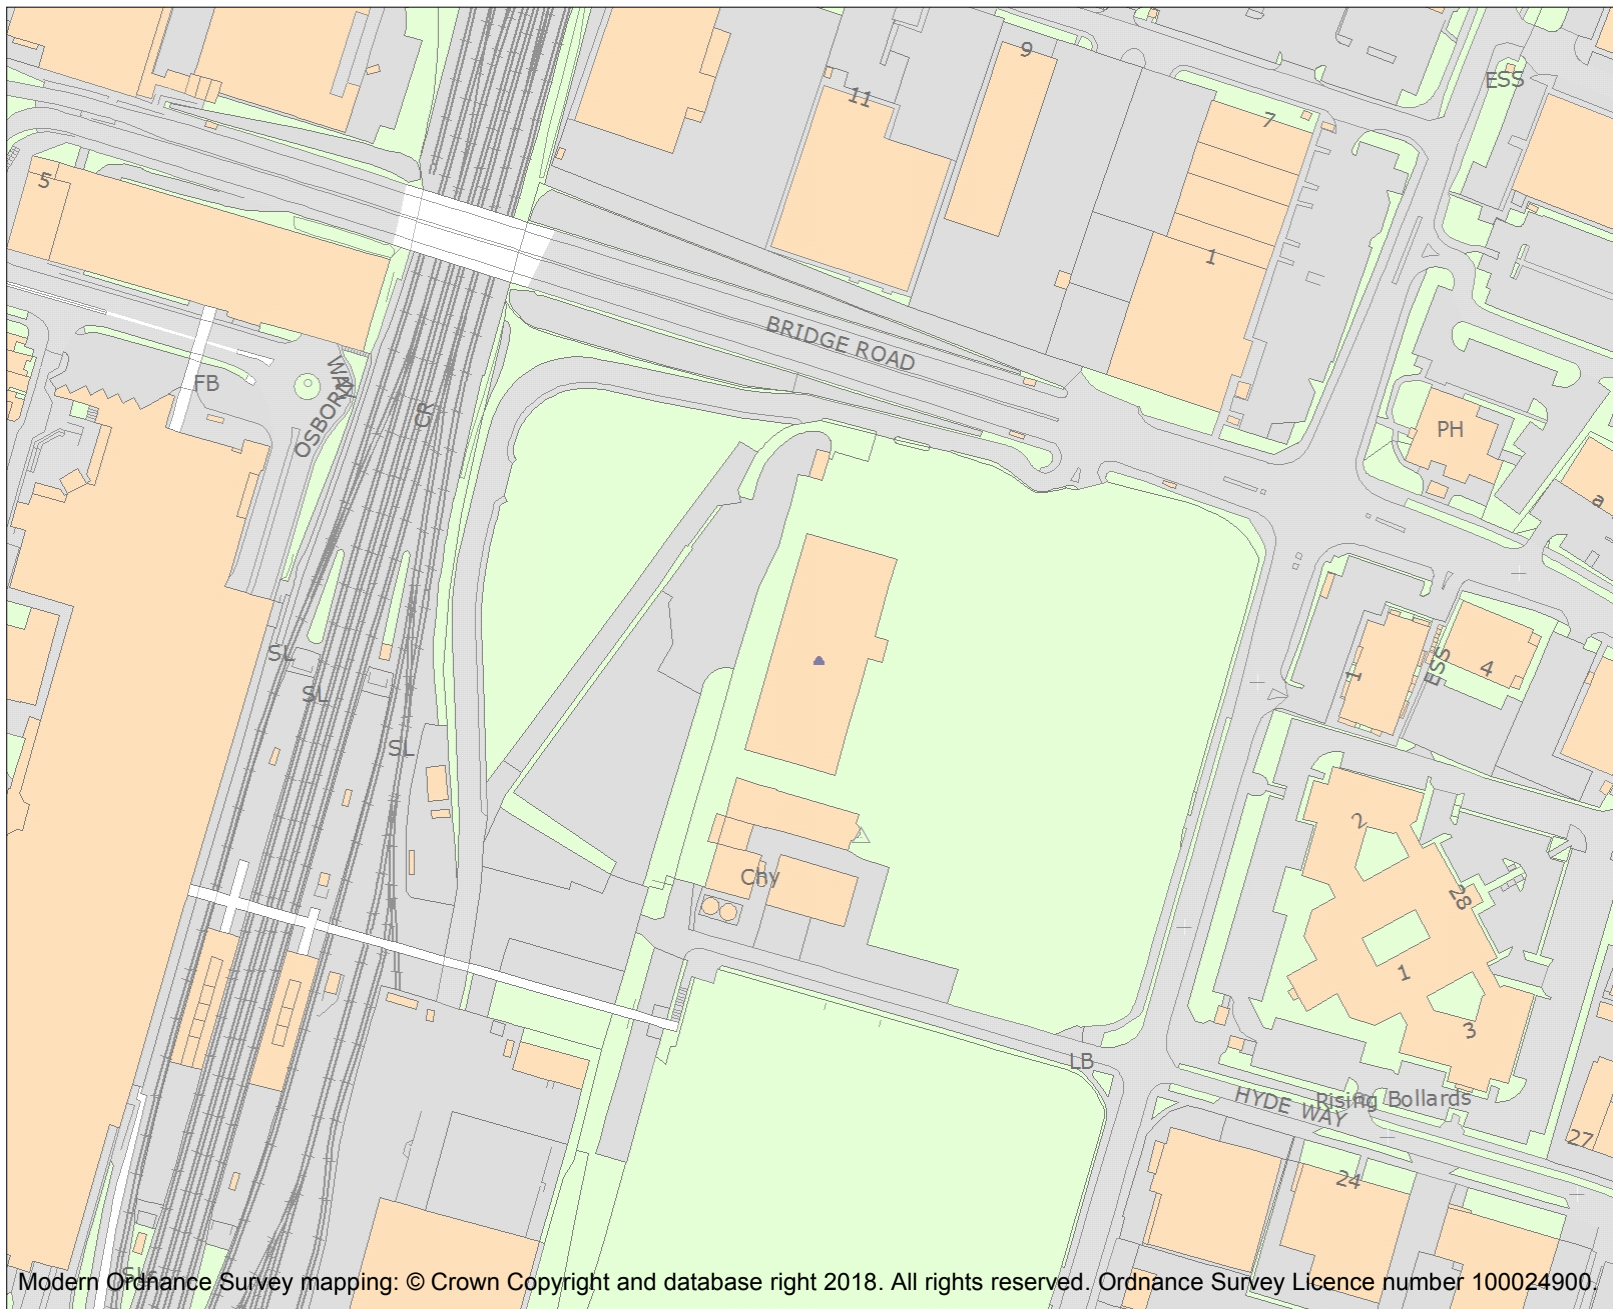 9
ESS
11
7
5
1
BRIDGE ROAD
FB
OSBORN
WAY
CR
PH
a
SL
1
ESS
4
SL
SL
2
Chy
28
1
3
LB
HYDE WAY
Rising Bollards
27
24
SLs
Modern Ordnance Survey mapping: © Crown Copyright and database right 2018. All rights reserved. Ordnance Survey Licence number 100024900.